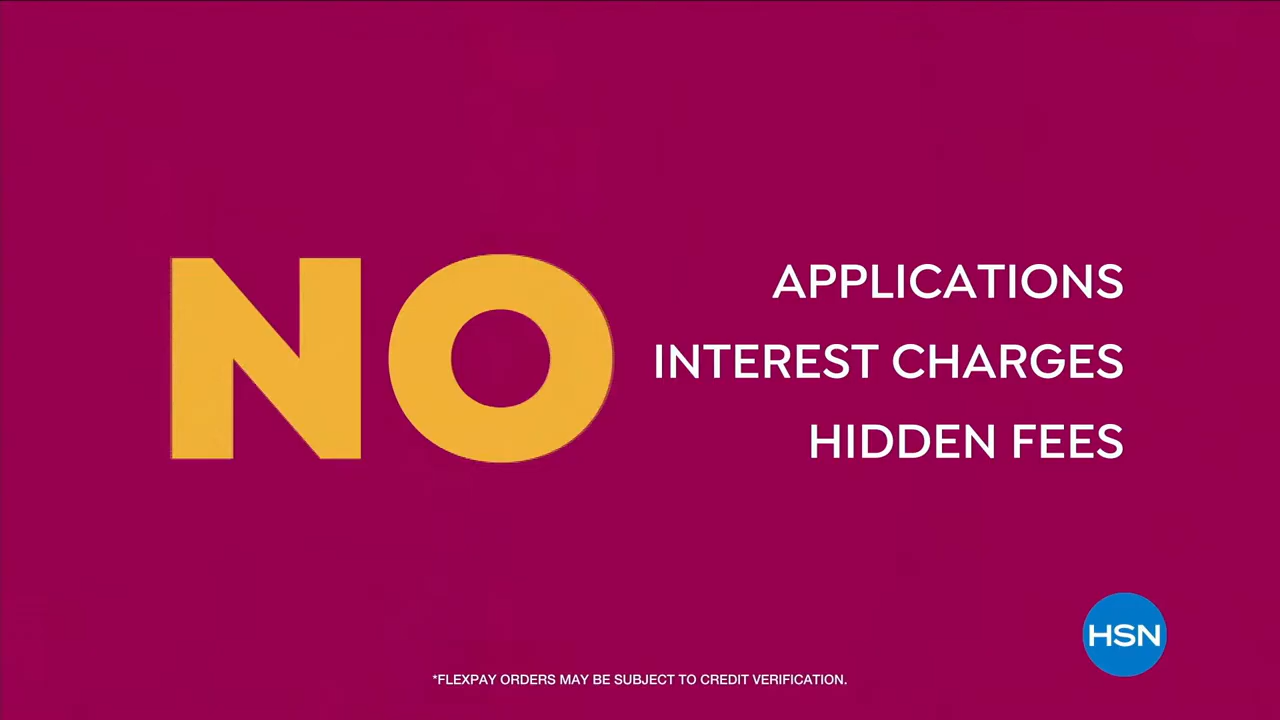 NO
APPLICATIONS
INTEREST CHARGES
HIDDEN FEES
HSN
*FLEXPAY ORDERS MAY BE SUBJECT TO CREDIT VERIFICATION.